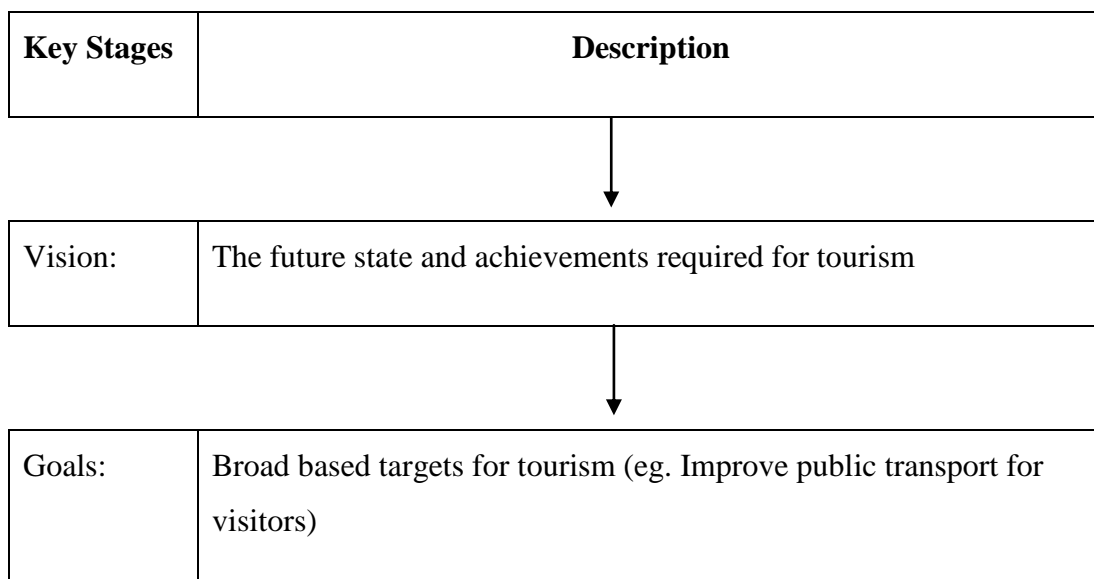 Key Stages Description
Vision: The future state and achievements required for tourism
Goals: Broad based targets for tourism (eg. Improve public transport for
visitors)